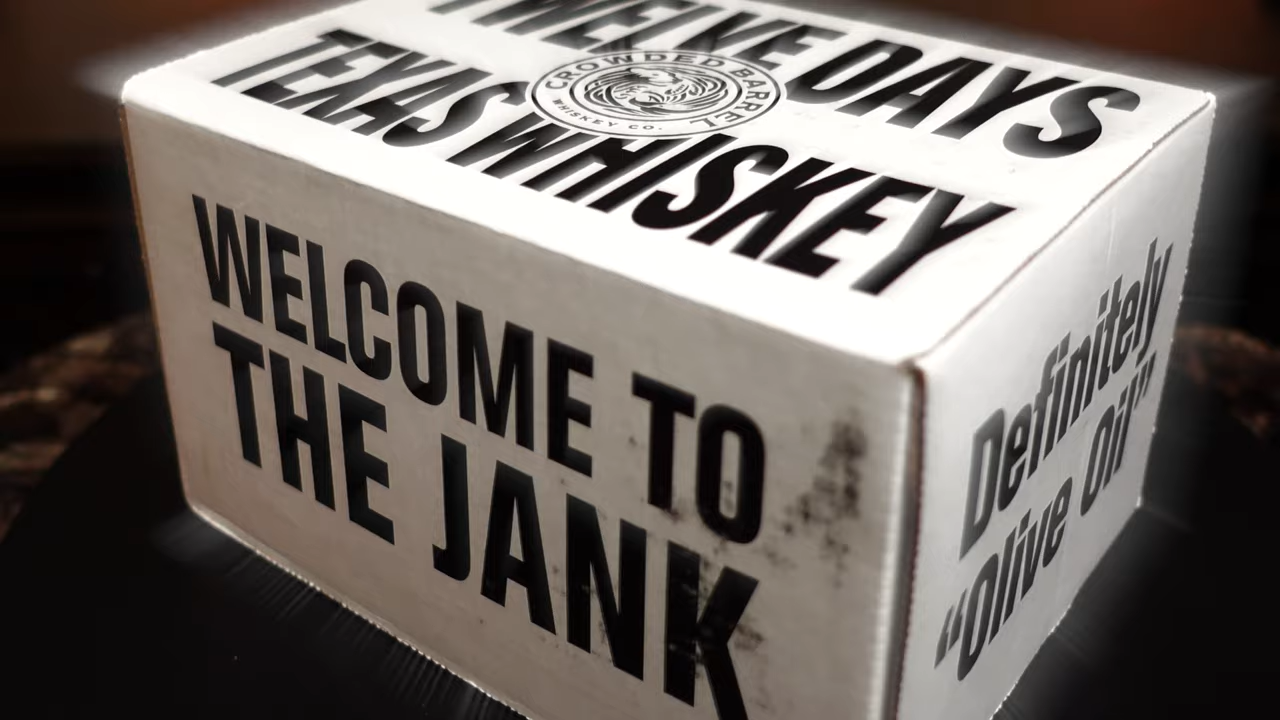 TWELVE DAYS
CROWDED BARREL
WHISKEY CO.
TEXAS WHISKEY
WELCOME TO
THE JANK
Definitely
“Olive Oil”